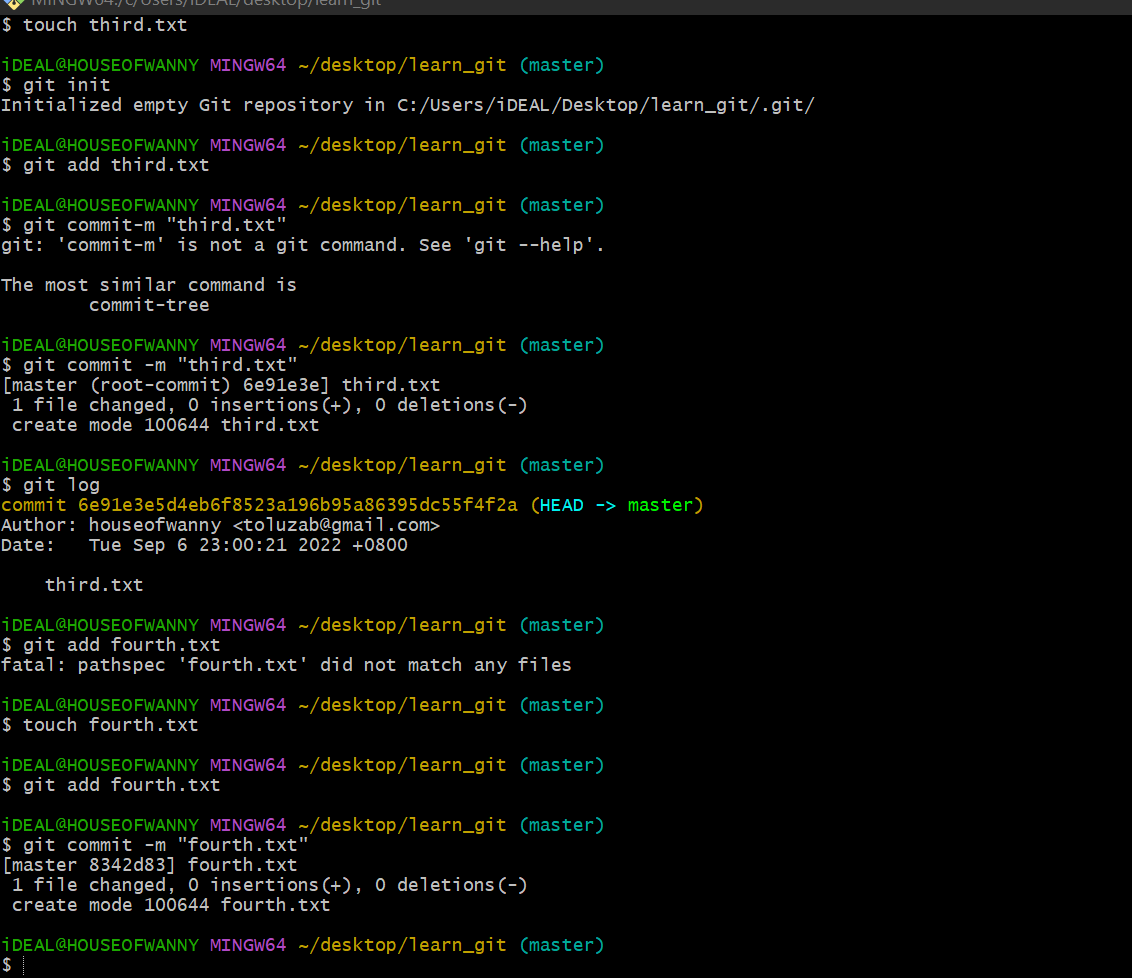 MINGW64:/c/Users/iDEAL/desktop/learn_git
$ touch third.txt
iDEAL@HOUSEOFWANNY MINGW64 ~/desktop/learn_git (master)
$ git init
Initialized empty Git repository in C:/Users/iDEAL/Desktop/learn_git/.git/
iDEAL@HOUSEOFWANNY MINGW64 ~/desktop/learn_git (master)
$ git add third.txt
iDEAL@HOUSEOFWANNY MINGW64 ~/desktop/learn_git (master)
$ git commit-m "third.txt"
git: 'commit-m' is not a git command. See 'git --help'.
The most similar command is
        commit-tree
iDEAL@HOUSEOFWANNY MINGW64 ~/desktop/learn_git (master)
$ git commit -m "third.txt"
[master (root-commit) 6e91e3e] third.txt
 1 file changed, 0 insertions(+), 0 deletions(-)
 create mode 100644 third.txt
iDEAL@HOUSEOFWANNY MINGW64 ~/desktop/learn_git (master)
$ git log
commit 6e91e3e5d4eb6f8523a196b95a86395dc55f4f2a (HEAD -> master)
Author: houseofwanny <toluzab@gmail.com>
Date:   Tue Sep 6 23:00:21 2022 +0800
    third.txt
iDEAL@HOUSEOFWANNY MINGW64 ~/desktop/learn_git (master)
$ git add fourth.txt
fatal: pathspec 'fourth.txt' did not match any files
iDEAL@HOUSEOFWANNY MINGW64 ~/desktop/learn_git (master)
$ touch fourth.txt
iDEAL@HOUSEOFWANNY MINGW64 ~/desktop/learn_git (master)
$ git add fourth.txt
iDEAL@HOUSEOFWANNY MINGW64 ~/desktop/learn_git (master)
$ git commit -m "fourth.txt"
[master 8342d83] fourth.txt
 1 file changed, 0 insertions(+), 0 deletions(-)
 create mode 100644 fourth.txt
iDEAL@HOUSEOFWANNY MINGW64 ~/desktop/learn_git (master)
$